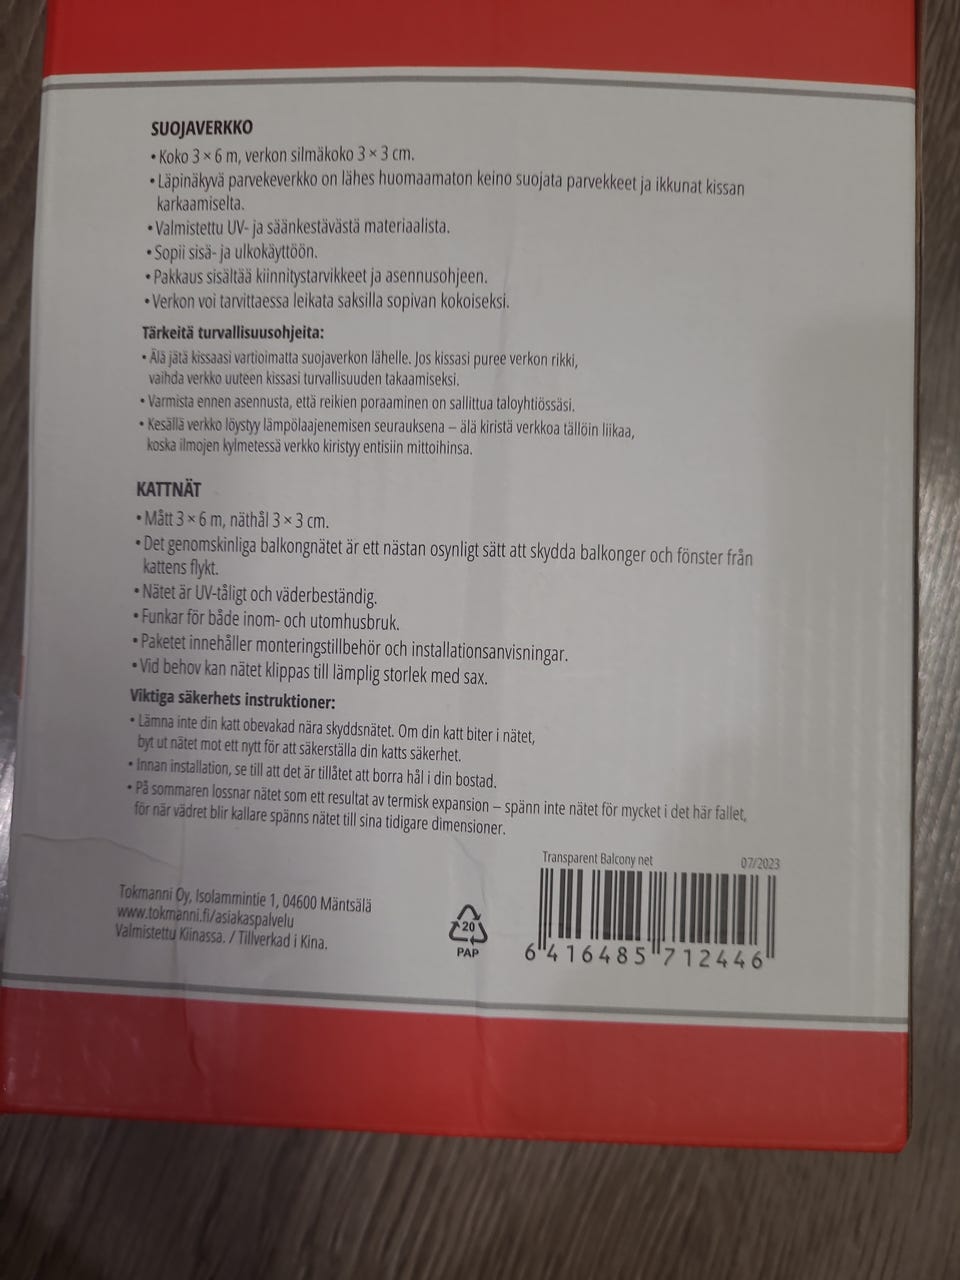 SUOJAVERKKO
• Koko 3 × 6 m, verkon silmäkoko 3 × 3 cm.
• Läpinäkyvä parvekeverkko on lähes huomaamaton keino suojata parvekkeet ja ikkunat kissan
karkaamiselta.
• Valmistettu UV- ja säänkestävästä materiaalista.
• Sopii sisä- ja ulkokäyttöön.
• Pakkaus sisältää kiinnitystarvikkeet ja asennusohjeen.
• Verkon voi tarvittaessa leikata saksilla sopivan kokoiseksi.
Tärkeitä turvallisuusohjeita:
• Älä jätä kissaasi vartioimatta suojaverkon lähelle. Jos kissasi puree verkon rikki,
vaihda verkko uuteen kissasi turvallisuuden takaamiseksi.
• Varmista ennen asennusta, että reikien poraaminen on sallittua taloyhtiössäsi.
• Kesällä verkko löystyy lämpölaajenemisen seurauksena – älä kiristä verkkoa tällöin liikaa,
koska ilmojen kylmetessä verkko kiristyy entisiin mittoihinsa.
KATTNÄT
• Mått 3 × 6 m, näthål 3 × 3 cm.
• Det genomskinliga balkongnätet är ett nästan osynligt sätt att skydda balkonger och fönster från
kattens flykt.
• Nätet är UV-tåligt och väderbeständig.
• Funkar för både inom- och utomhusbruk.
• Paketet innehåller monteringstillbehör och installationsanvisningar.
• Vid behov kan nätet klippas till lämplig storlek med sax.
Viktiga säkerhets instruktioner:
• Lämna inte din katt obevakad nära skyddsnätet. Om din katt biter i nätet,
byt ut nätet mot ett nytt för att säkerställa din katts säkerhet.
• Innan installation, se till att det är tillåtet att borra hål i din bostad.
• På sommaren lossnar nätet som ett resultat av termisk expansion – spänn inte nätet för mycket i det här fallet,
för när vädret blir kallare spänns nätet till sina tidigare dimensioner.
Transparent Balcony net 07/2023
Tokmanni Oy, Isolammintie 1, 04600 Mäntsälä
www.tokmanni.fi/asiakaspalvelu
Valmistettu Kiinassa. / Tillverkad i Kina.
20
PAP
6 416485 712446